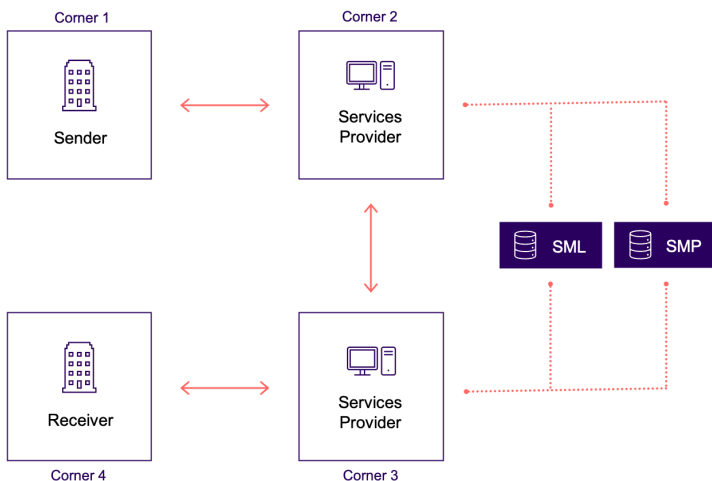 Corner 1
Corner 2
Sender
Services
Provider
SML
SMP
Receiver
Services
Provider
Corner 4
Corner 3